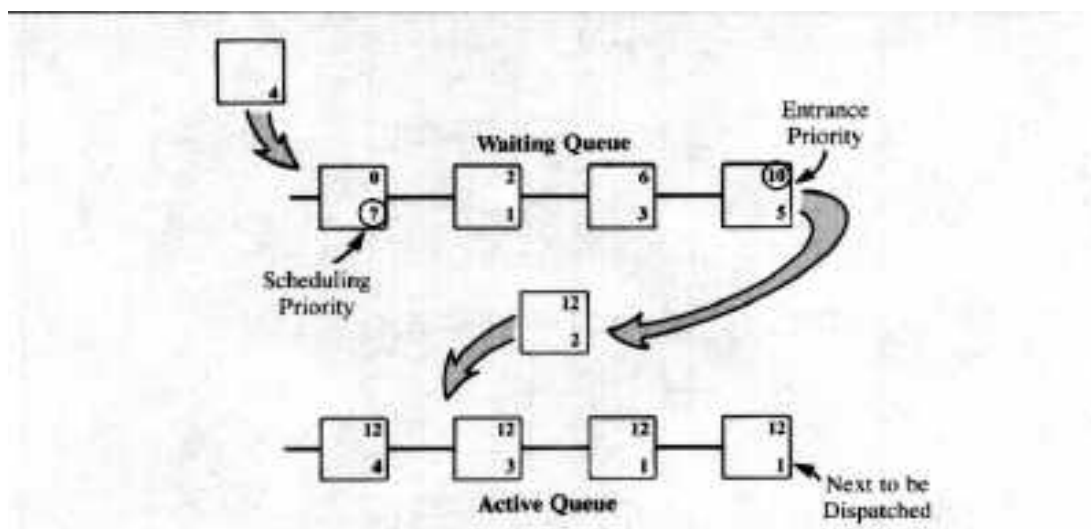 4
Entrance
Priority
Waiting Queue
0 2 6 10
7 1 3 5
Scheduling
Priority
12
2
12 12 12 12
4 3 1 1
Active Queue
Next to be
Dispatched